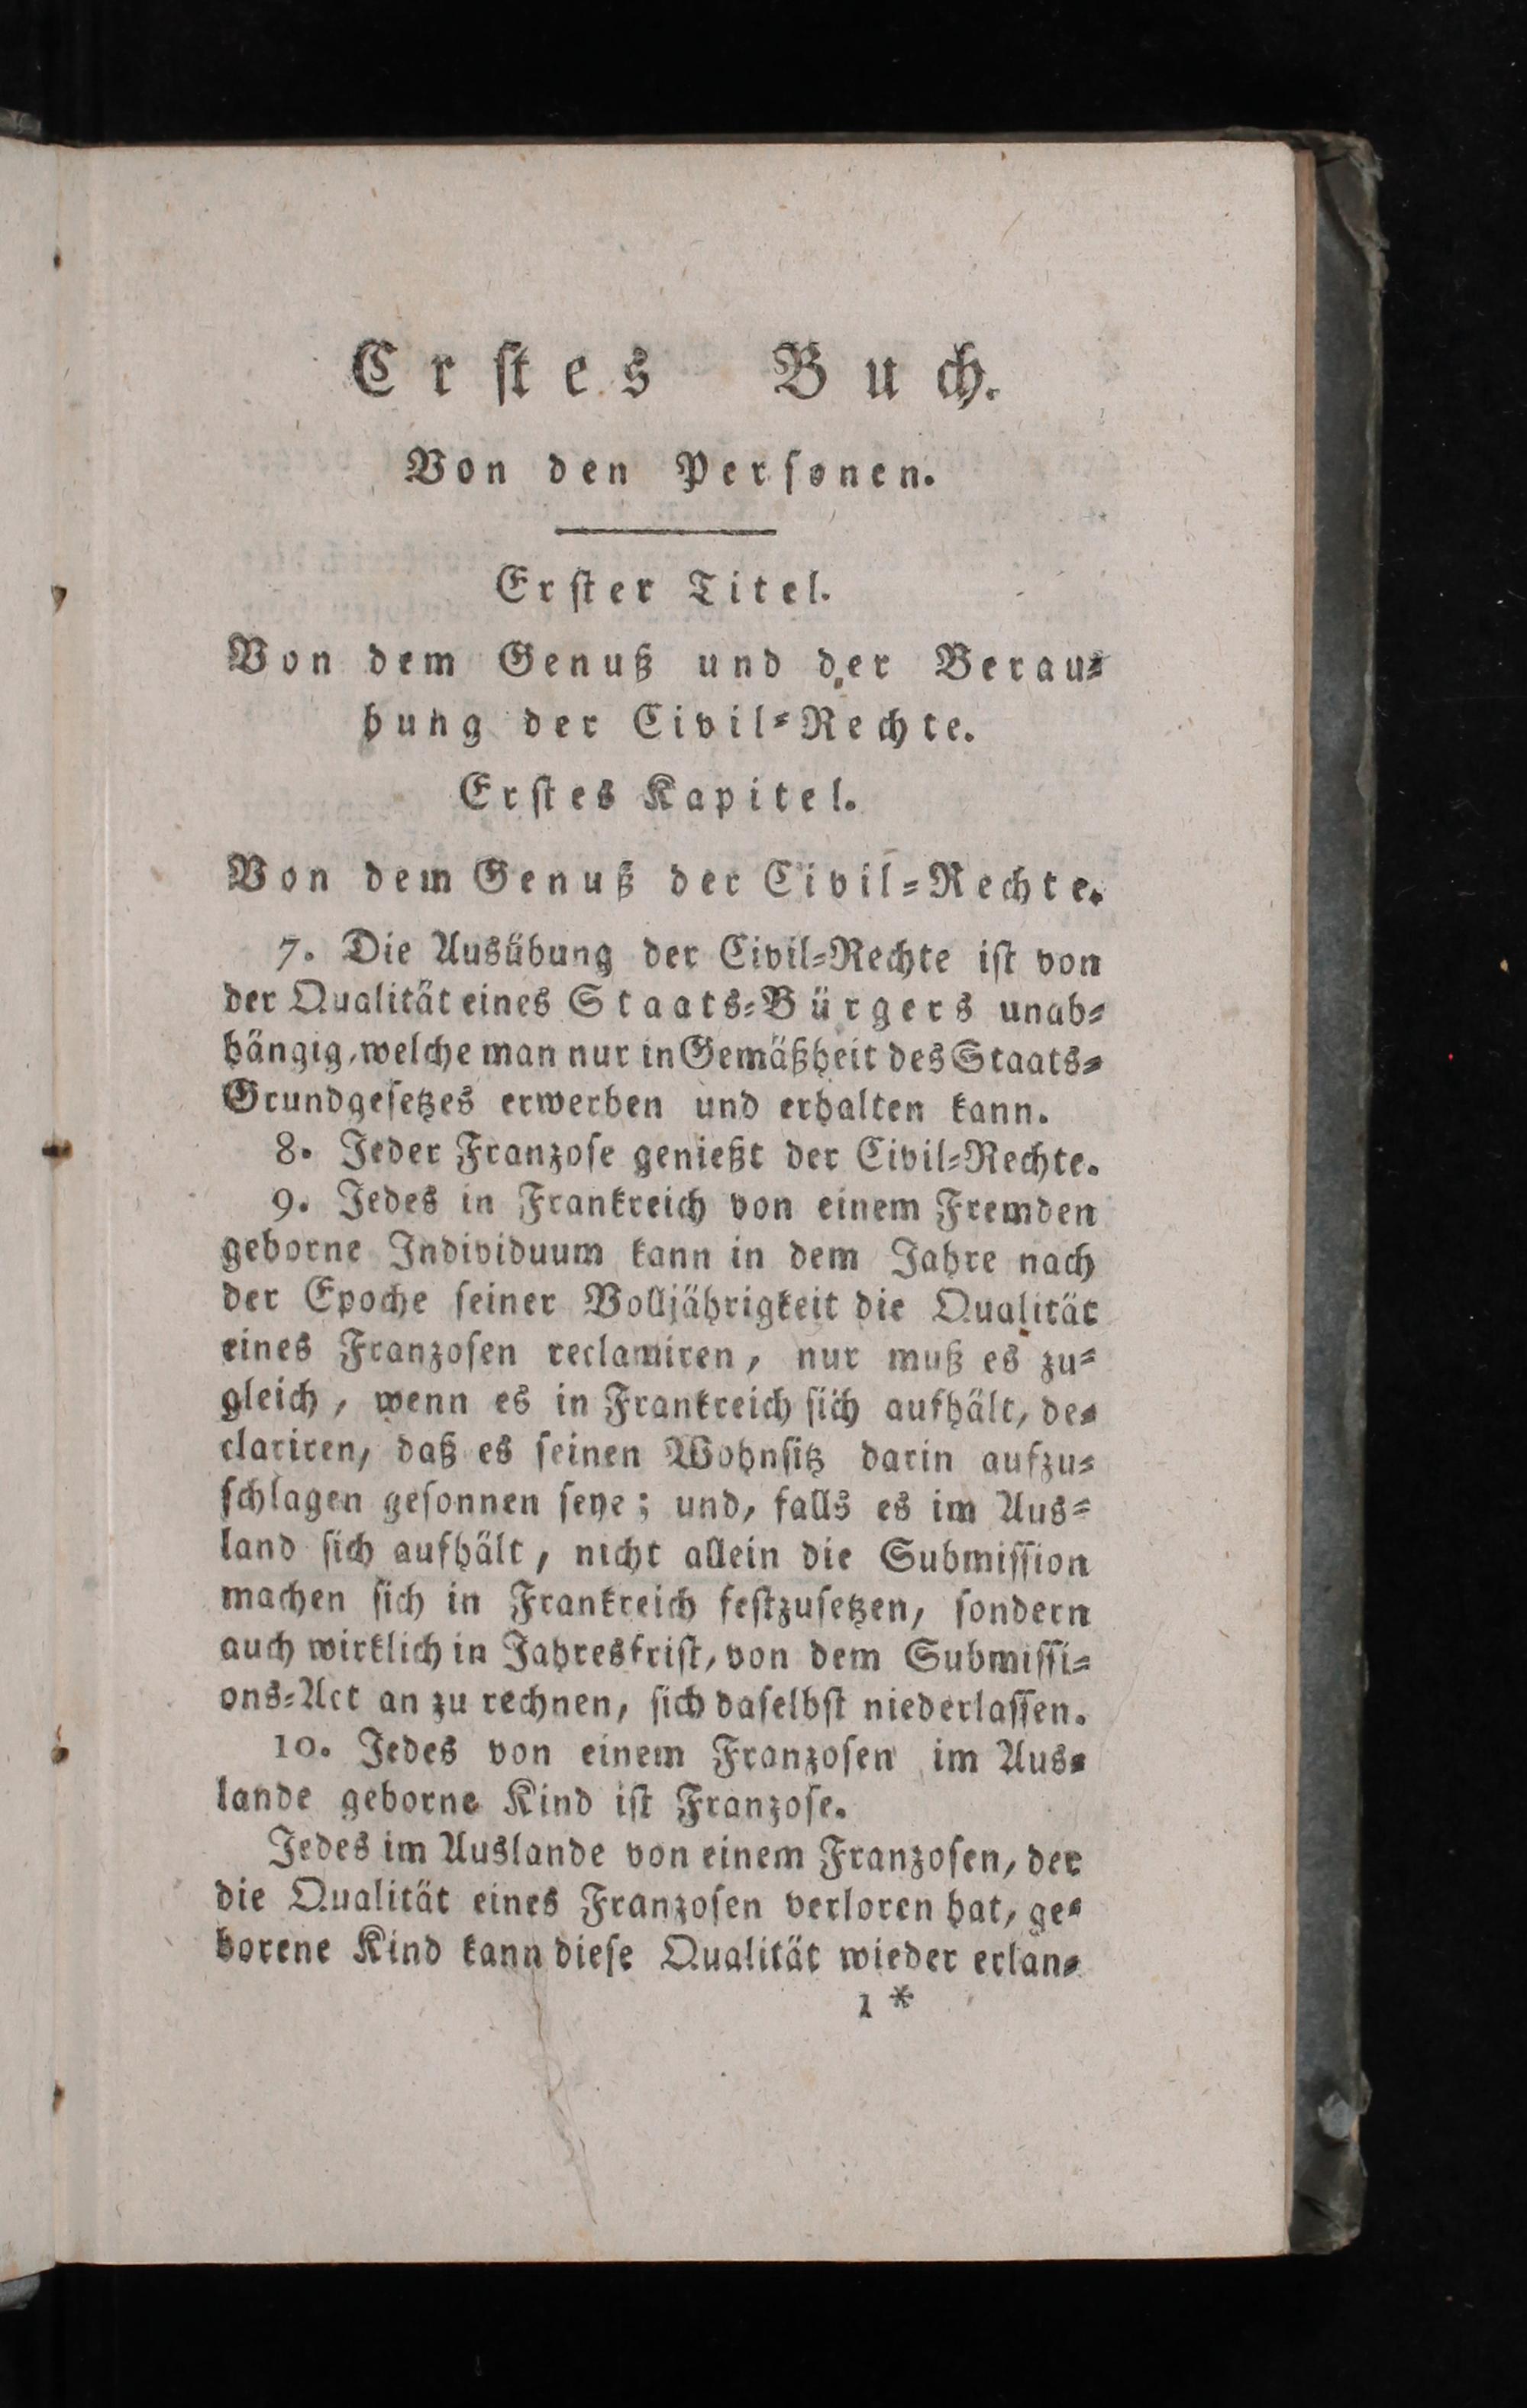 Erstes Buch.
Von den Personen.
Erster Titel.
Von dem Genuß und der Berau-
bung der Civil-Rechte.
Erstes Kapitel.
Von dem Genuß der Civil-Rechte.
7. Die Ausübung der Civil-Rechte ist von
der Qualität eines Staats-Bürgers unab-
hängig, welche man nur in Gemäßheit des Staats-
Grundgesetzes erwerben und erhalten kann.
8. Jeder Franzose genießt der Civil-Rechte.
9. Jedes in Frankreich von einem Fremden
geborne Individuum kann in dem Jahre nach
der Epoche seiner Volljährigkeit die Qualität
eines Franzosen reclamiren, nur muß es zu-
gleich, wenn es in Frankreich sich aufhält, de-
clariren, daß es seinen Wohnsitz darin aufzu-
schlagen gesonnen seye; und, falls es im Aus-
land sich aufhält, nicht allein die Submission
machen sich in Frankreich festzusetzen, sondern
auch wirklich in Jahresfrist, von dem Submissi-
ons-Act an zu rechnen, sich daselbst niederlassen.
10. Jedes von einem Franzosen im Aus-
lande geborne Kind ist Franzose.
Jedes im Auslande von einem Franzosen, der
die Qualität eines Franzosen verloren hat, ge-
borene Kind kann diese Qualität wieder erlan-
1 *